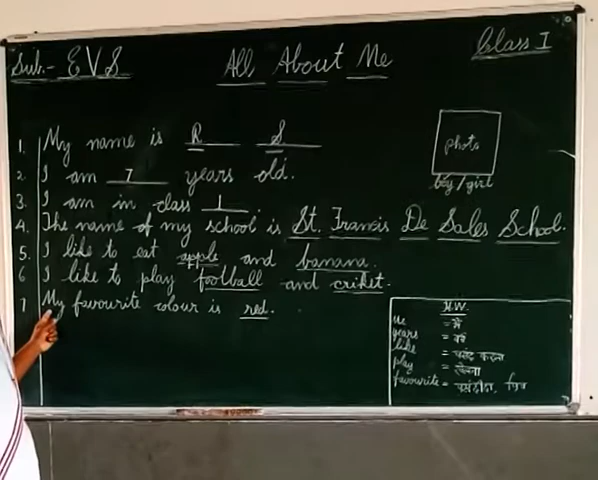 Sub:- EVS All About Me Class I
1. My name is R S
2. I am 7 years old.
3. I am in class 1.
4. The name of my school is St. Francis De Sales School.
5. I like to eat apple and banana.
6 I like to play football and criket.
7 My favourite colour is red.
photo
boy/girl
H.W.
me = मैं
years = वर्ष
like = पसंद करना
play = खेलना
favourite = पसंदीदा, प्रिय